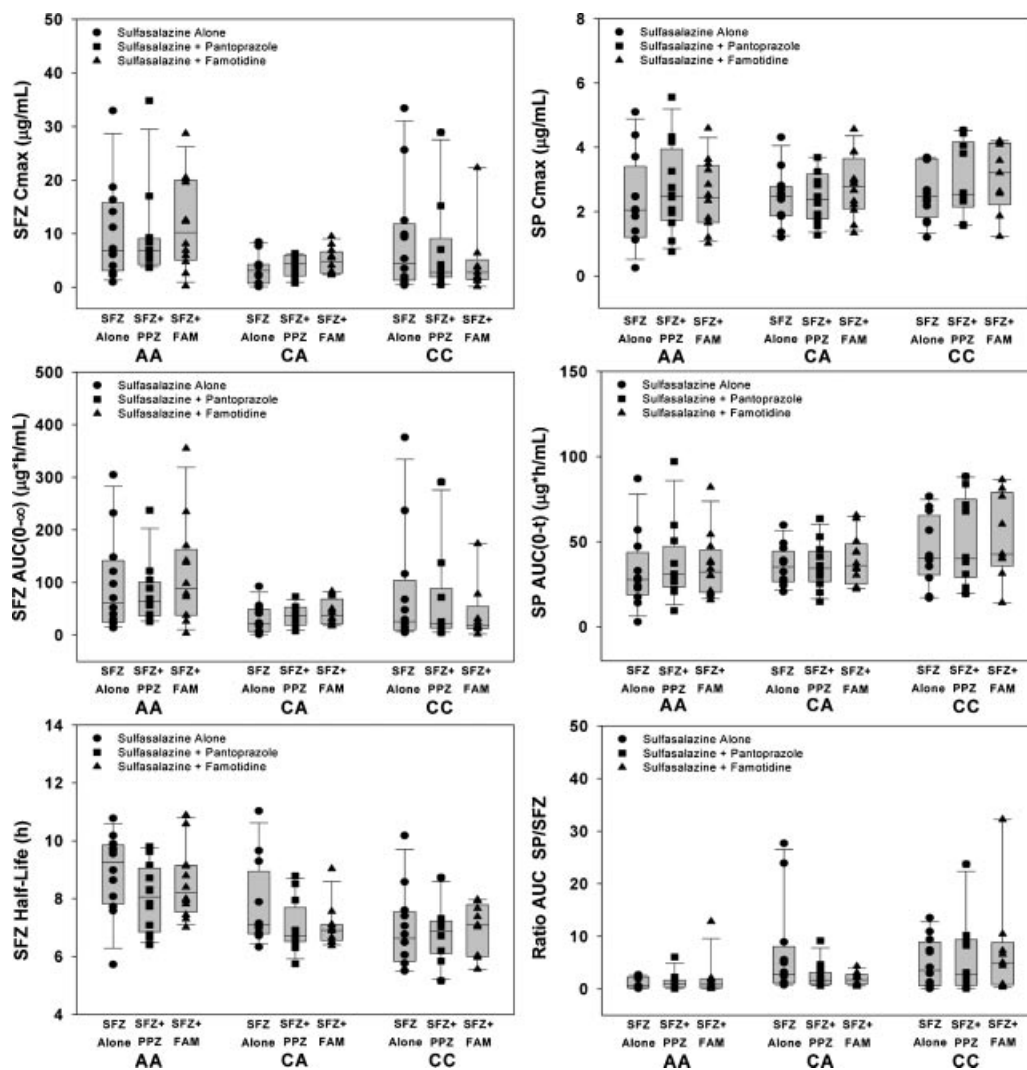 SFZ Cmax (µg/mL)
50
40
30
20
10
0
Sulfasalazine Alone
Sulfasalazine + Pantoprazole
Sulfasalazine + Famotidine
SFZ SFZ+ SFZ+ SFZ SFZ+ SFZ+ SFZ SFZ+ SFZ+
Alone PPZ FAM Alone PPZ FAM Alone PPZ FAM
AA CA CC
SP Cmax (µg/mL)
8
6
4
2
0
Sulfasalazine Alone
Sulfasalazine + Pantoprazole
Sulfasalazine + Famotidine
SFZ SFZ+ SFZ+ SFZ SFZ+ SFZ+ SFZ SFZ+ SFZ+
Alone PPZ FAM Alone PPZ FAM Alone PPZ FAM
AA CA CC
SFZ AUC(0-∞) (µg*h/mL)
500
400
300
200
100
0
Sulfasalazine Alone
Sulfasalazine + Pantoprazole
Sulfasalazine + Famotidine
SFZ SFZ+ SFZ+ SFZ SFZ+ SFZ+ SFZ SFZ+ SFZ+
Alone PPZ FAM Alone PPZ FAM Alone PPZ FAM
AA CA CC
SP AUC(0-t) (µg*h/mL)
150
100
50
0
Sulfasalazine Alone
Sulfasalazine + Pantoprazole
Sulfasalazine + Famotidine
SFZ SFZ+ SFZ+ SFZ SFZ+ SFZ+ SFZ SFZ+ SFZ+
Alone PPZ FAM Alone PPZ FAM Alone PPZ FAM
AA CA CC
SFZ Half-Life (h)
14
12
10
8
6
4
Sulfasalazine Alone
Sulfasalazine + Pantoprazole
Sulfasalazine + Famotidine
SFZ SFZ+ SFZ+ SFZ SFZ+ SFZ+ SFZ SFZ+ SFZ+
Alone PPZ FAM Alone PPZ FAM Alone PPZ FAM
AA CA CC
Ratio AUC SP/SFZ
50
40
30
20
10
0
Sulfasalazine Alone
Sulfasalazine + Pantoprazole
Sulfasalazine + Famotidine
SFZ SFZ+ SFZ+ SFZ SFZ+ SFZ+ SFZ SFZ+ SFZ+
Alone PPZ FAM Alone PPZ FAM Alone PPZ FAM
AA CA CC